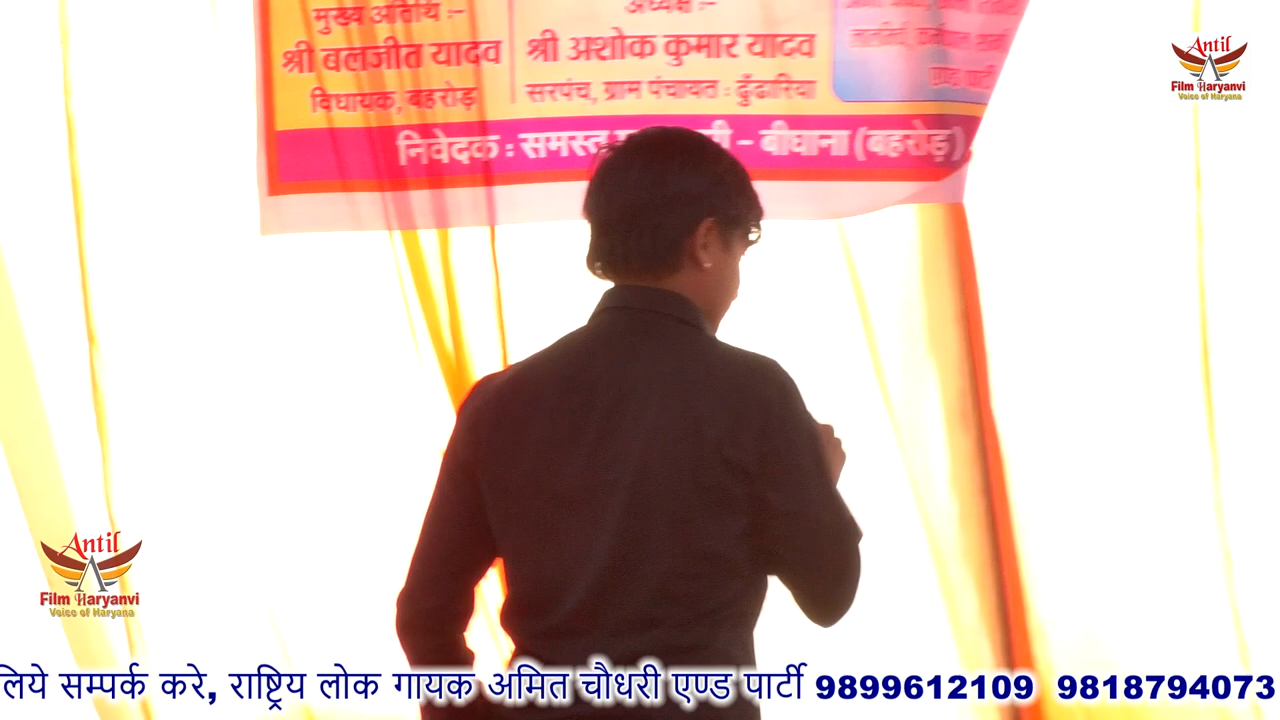 मुख्य अतिथि :-
श्री बलजीत यादव
विधायक, बहरोड़
अध्यक्ष :-
श्री अशोक कुमार यादव
सरपंच, ग्राम पंचायत : ढुँढारिया
निवेदक : समस्त - बीघाना (बहरोड़)
Antil
Film Haryanvi
Voice of Haryana
Antil
Film Haryanvi
Voice of Haryana
लिये सम्पर्क करे, राष्ट्रिय लोक गायक अमित चौधरी एण्ड पार्टी 9899612109 9818794073